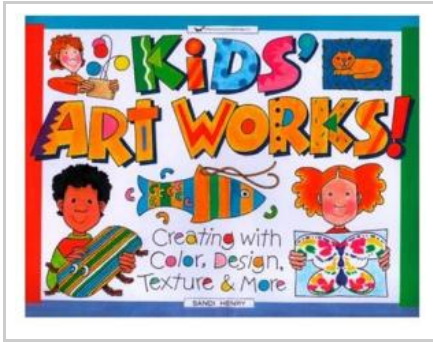 KiDS'
ART WORKS!
Creating with
Color, Design,
Texture & More
SANDI HENRY